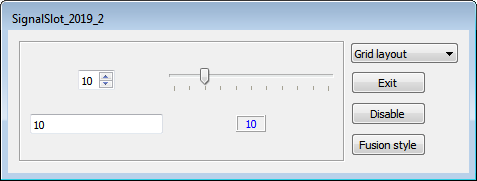 SignalSlot_2019_2
Grid layout
10
Exit
10
10
Disable
Fusion style